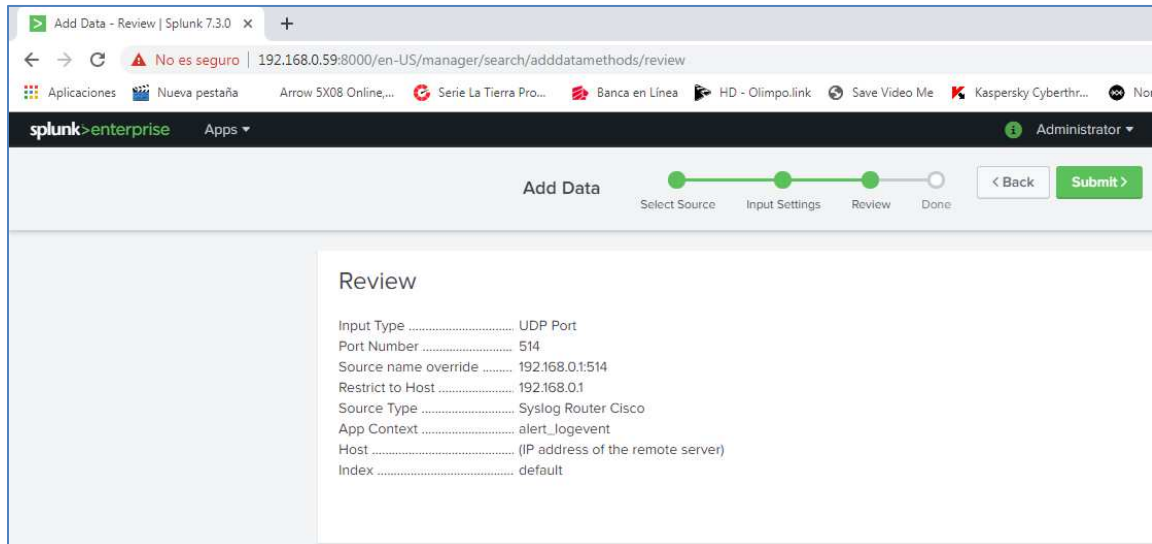 Add Data - Review | Splunk 7.3.0
No es seguro | 192.168.0.59:8000/en-US/manager/search/adddatamethods/review
Aplicaciones Nueva pestaña Arrow 5X08 Online,... Serie La Tierra Pro... Banca en Línea HD - Olimpo.link Save Video Me Kaspersky Cyberthr...
splunk>enterprise Apps Administrator
Add Data Select Source Input Settings Review Done < Back Submit >
Review
Input Type ................................ UDP Port
Port Number ........................... 514
Source name override ......... 192.168.0.1:514
Restrict to Host ....................... 192.168.0.1
Source Type ............................ Syslog Router Cisco
App Context ............................ alert_logevent
Host ........................................... (IP address of the remote server)
Index ......................................... default